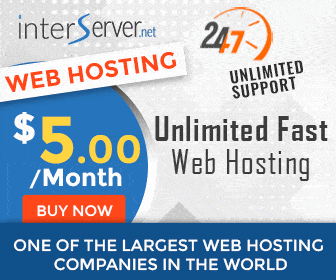 interServer.net
24-7
UNLIMITED
SUPPORT
WEB HOSTING
$5.00
/Month
BUY NOW
Unlimited Fast
Web Hosting
ONE OF THE LARGEST WEB HOSTING
COMPANIES IN THE WORLD